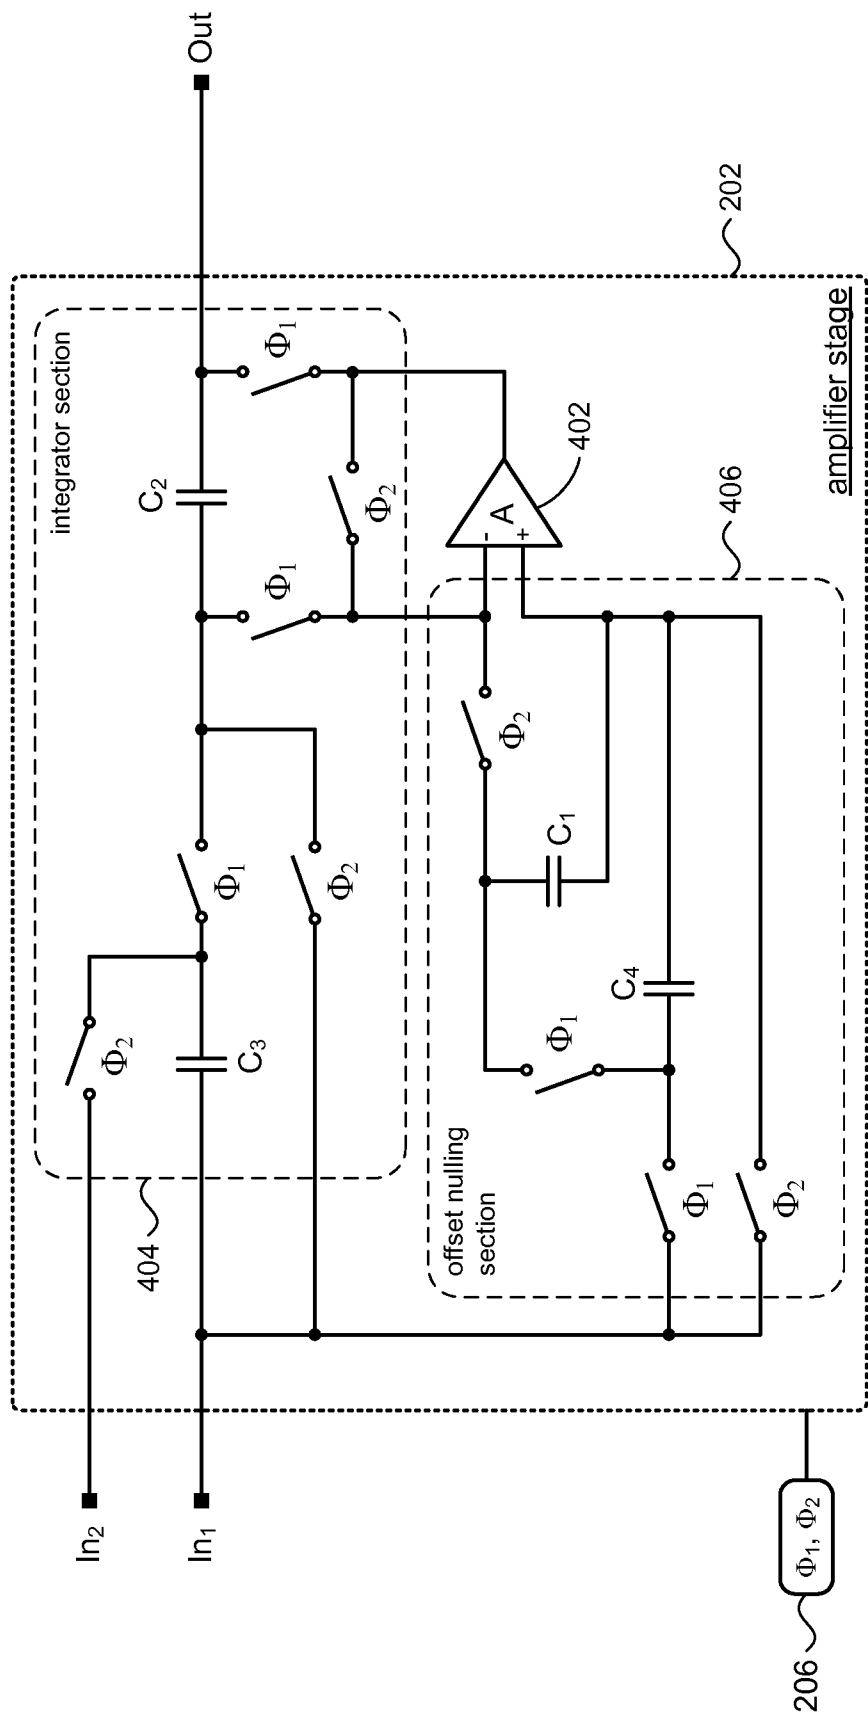 integrator section
404
In₂
In₁
Out
Φ₂
C₃
Φ₁
Φ₂
C₂
Φ₁
Φ₂
Φ₁
202
offset nulling
section
Φ₁
Φ₂
Φ₁
C₄
C₁
Φ₂
-
+
A
402
406
amplifier stage
206
Φ₁, Φ₂